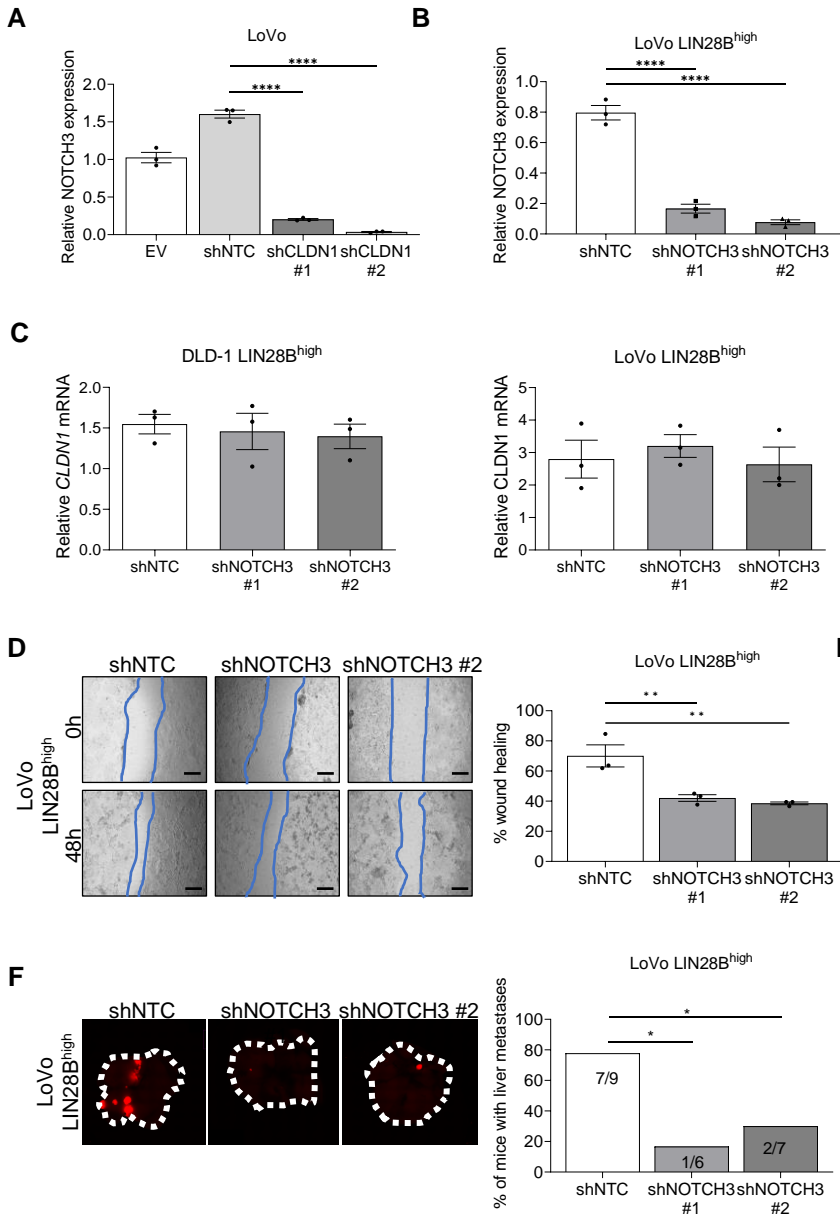 A
LoVo
Relative NOTCH3 expression
2.0
1.5
1.0
0.5
0.0
****
****
EV
shNTC
shCLDN1
#1
shCLDN1
#2
B
LoVo LIN28Bhigh
Relative NOTCH3 expression
1.0
0.8
0.6
0.4
0.2
0.0
****
****
shNTC
shNOTCH3
#1
shNOTCH3
#2
C
DLD-1 LIN28Bhigh
Relative CLDN1 mRNA
2.0
1.5
1.0
0.5
0.0
shNTC
shNOTCH3
#1
shNOTCH3
#2
LoVo LIN28Bhigh
Relative CLDN1 mRNA
5
4
3
2
1
0
shNTC
shNOTCH3
#1
shNOTCH3
#2
D
shNTC
shNOTCH3
shNOTCH3 #2
LoVo
LIN28Bhigh
0h
48h
LoVo LIN28Bhigh
% wound healing
100
80
60
40
20
0
**
**
shNTC
shNOTCH3
#1
shNOTCH3
#2
F
shNTC
shNOTCH3
shNOTCH3 #2
LoVo
LIN28Bhigh
LoVo LIN28Bhigh
% of mice with liver metastases
100
80
60
40
20
0
*
*
7/9
1/6
2/7
shNTC
shNOTCH3
#1
shNOTCH3
#2